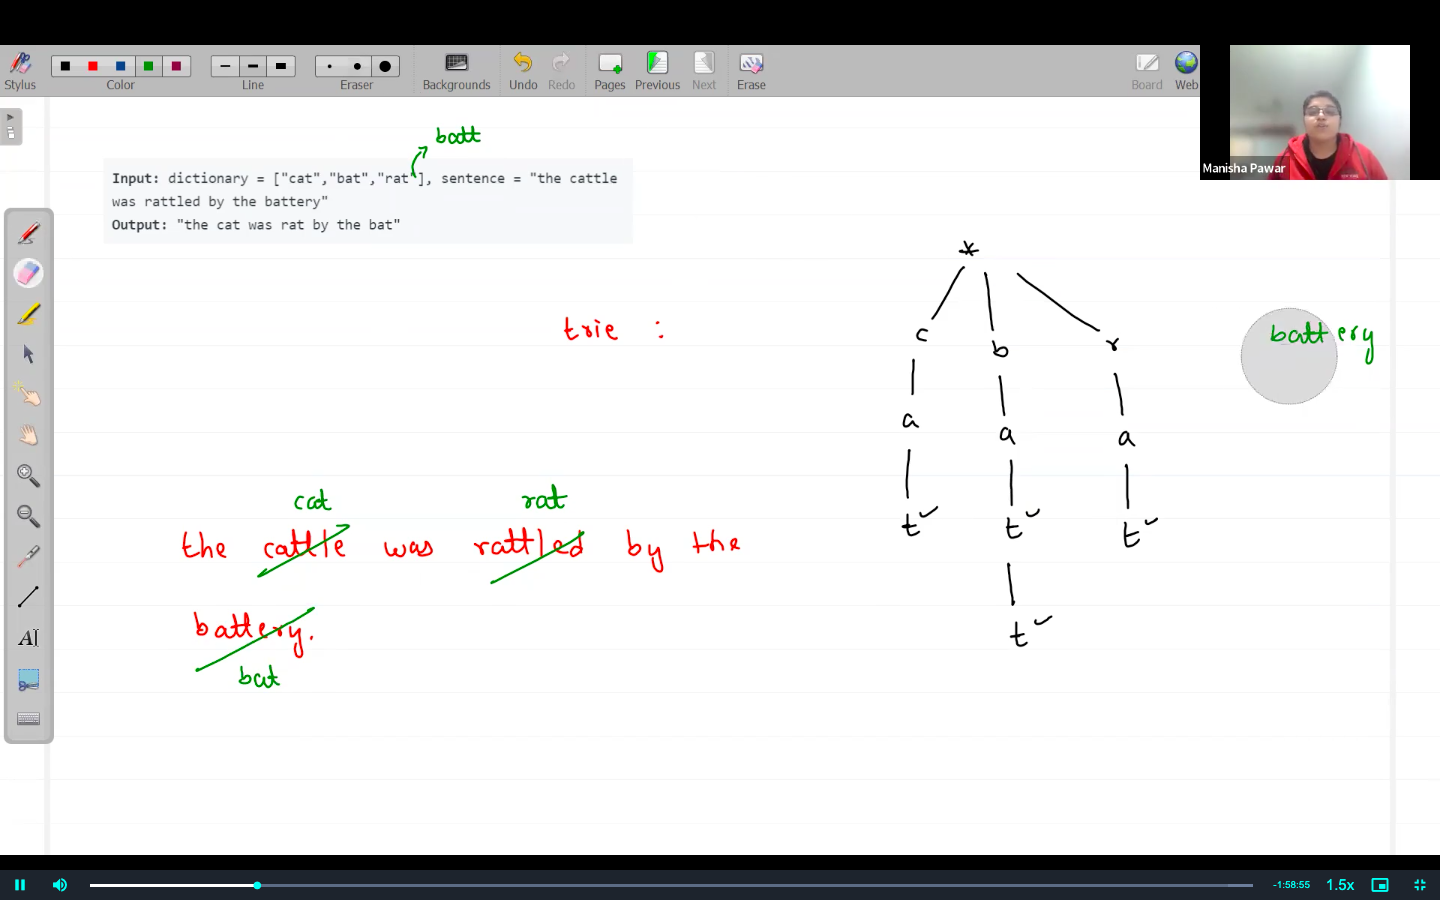 Stylus
Color
Line
Eraser
Backgrounds
Undo
Redo
Pages
Previous
Next
Erase
Board
Web
Manisha Pawar
batt
Input: dictionary = ["cat","bat","rat"], sentence = "the cattle
was rattled by the battery"
Output: "the cat was rat by the bat"
*
trie :
c b r
battery
a a a
t t t
t
cat rat
the cattle was rattled by the
battery.
bat
AI
-1:58:55
1.5x